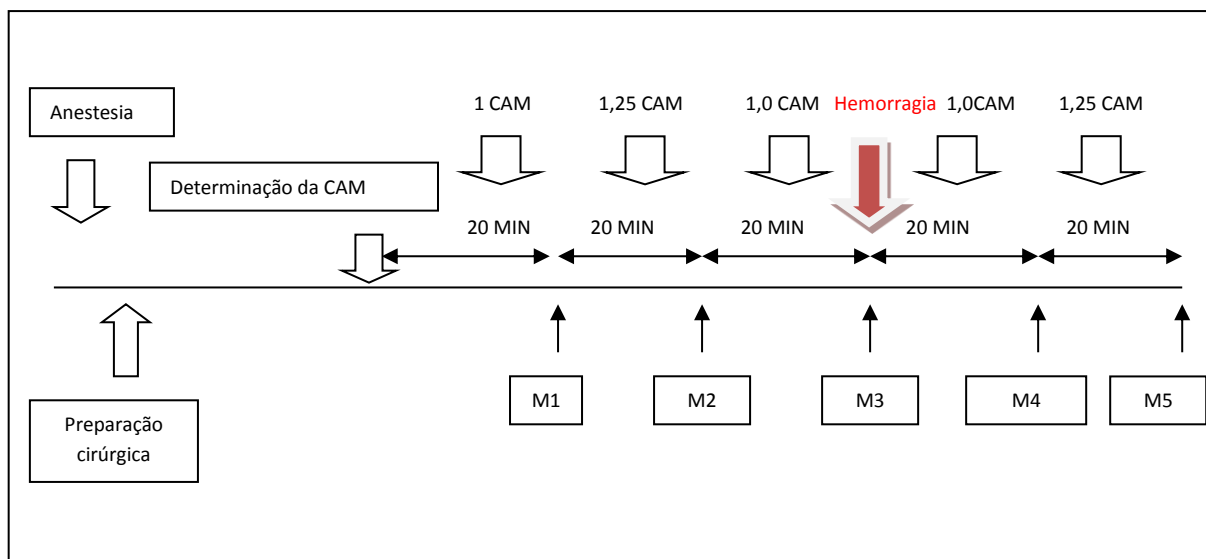 1 CAM 1,25 CAM 1,0 CAM Hemorragia 1,0CAM 1,25 CAM
Anestesia
Determinação da CAM
20 MIN 20 MIN 20 MIN 20 MIN 20 MIN
M1 M2 M3 M4 M5
Preparação
cirúrgica